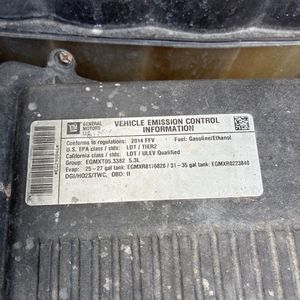 GM
GENERAL
MOTORS
VEHICLE EMISSION CONTROL
INFORMATION
Conforms to regulations: 2014 FFV Fuel: Gasoline/Ethanol
U.S. EPA class / stds: LDT / TIER2
California class / stds: LDT / ULEV Qualified
Group: EGMXT05.3382 5.3L
Evap: 25-27 gal tank: EGMXR0176820 / 31-35 gal tank: EGMXR0223840
DGI/HO2S/TWC, OBD: II